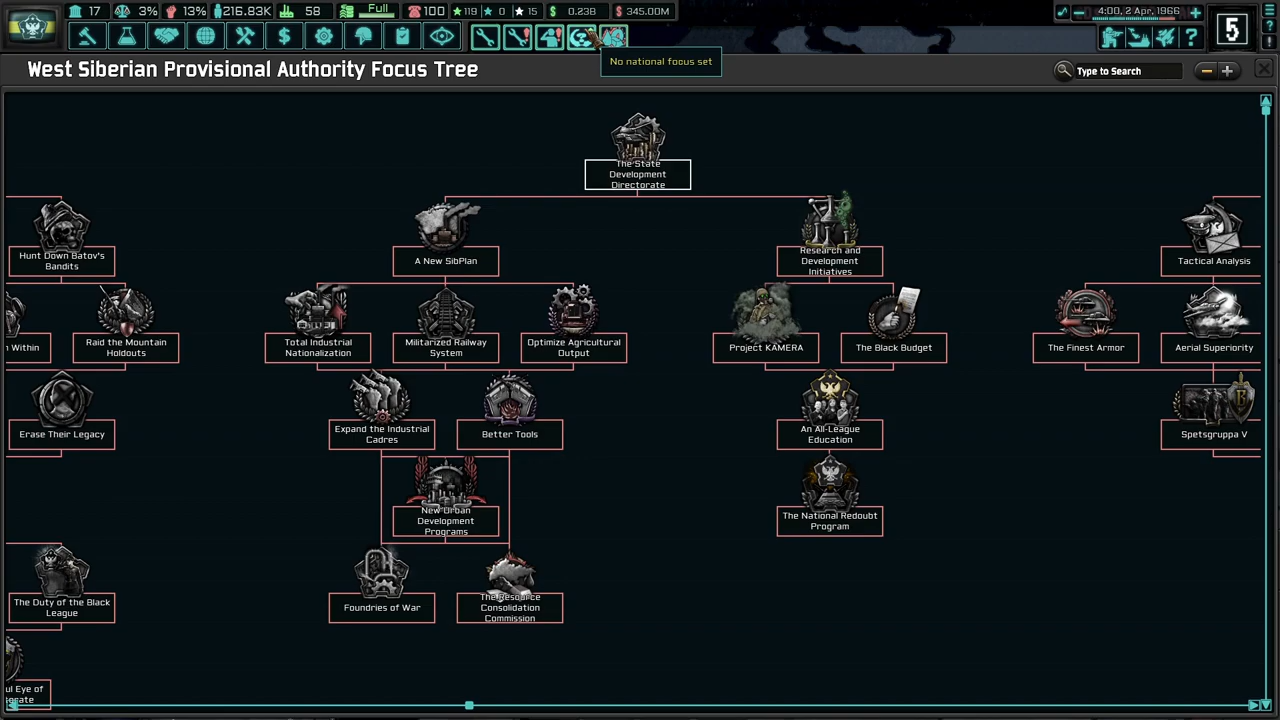 17 3% 13% 216.83K 58 Full 100 119 0 15 $ 0.23B $ 345.00M 4:00, 2 Apr, 1966
5
No national focus set
West Siberian Provisional Authority Focus Tree
Type to Search
The State
Development
Directorate
Hunt Down Batov's
Bandits
A New SibPlan
Research and
Development
Initiatives
Tactical Analysis
n Within
Raid the Mountain
Holdouts
Total Industrial
Nationalization
Militarized Railway
System
Optimize Agricultural
Output
Project KAMERA
The Black Budget
The Finest Armor
Aerial Superiority
Erase Their Legacy
Expand the Industrial
Cadres
Better Tools
An All-League
Education
Spetsgruppa V
New Urban
Development
Programs
The National Redoubt
Program
The Duty of the Black
League
Foundries of War
The Resource
Consolidation
Commission
ul Eye of
orate